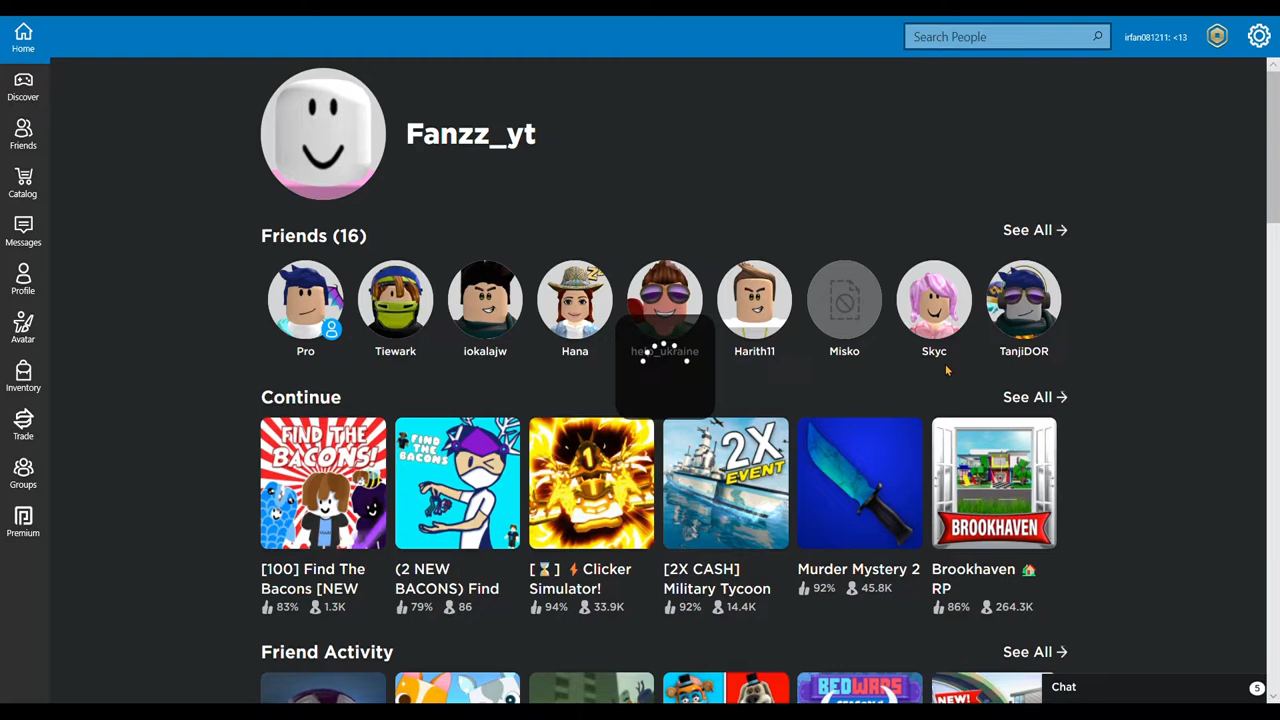 Home
Search People
irfan081211: <13
Discover
Friends
Catalog
Messages
Profile
Avatar
Inventory
Trade
Groups
Premium
Fanzz_yt
Friends (16)
See All →
Pro
Tiewark
iokalajw
Hana
help_ukraine
Harith11
Misko
Skyc
TanjiDOR
Continue
See All →
FIND THE BACONS!
FIND THE BACONS
2X EVENT
BROOKHAVEN
[100] Find The
Bacons [NEW
83% 1.3K
(2 NEW
BACONS) Find
79% 86
[⌛] ⚡Clicker
Simulator!
94% 33.9K
[2X CASH]
Military Tycoon
92% 14.4K
Murder Mystery 2
92% 45.8K
Brookhaven 🏡
RP
86% 264.3K
Friend Activity
See All →
BEDWARS
NEW!
Chat
5